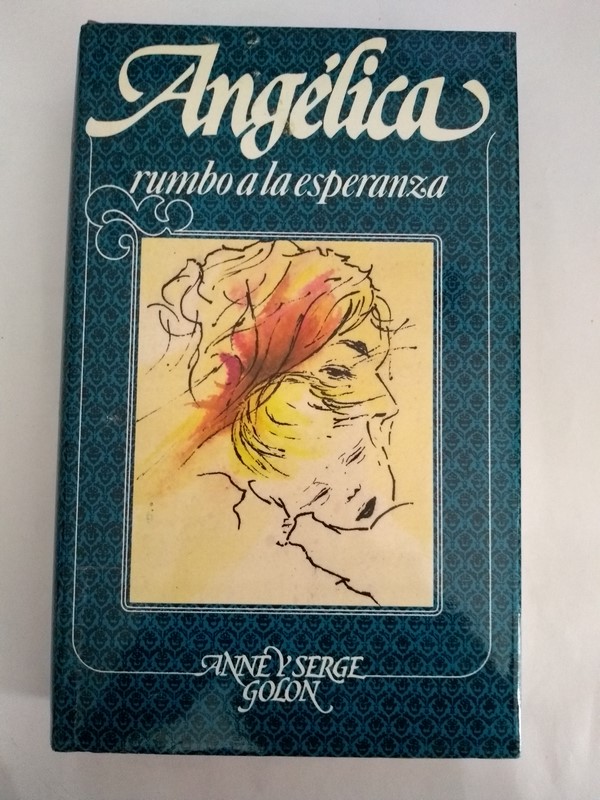 Angélica
rumbo a la esperanza
ANNE Y SERGE
GOLON